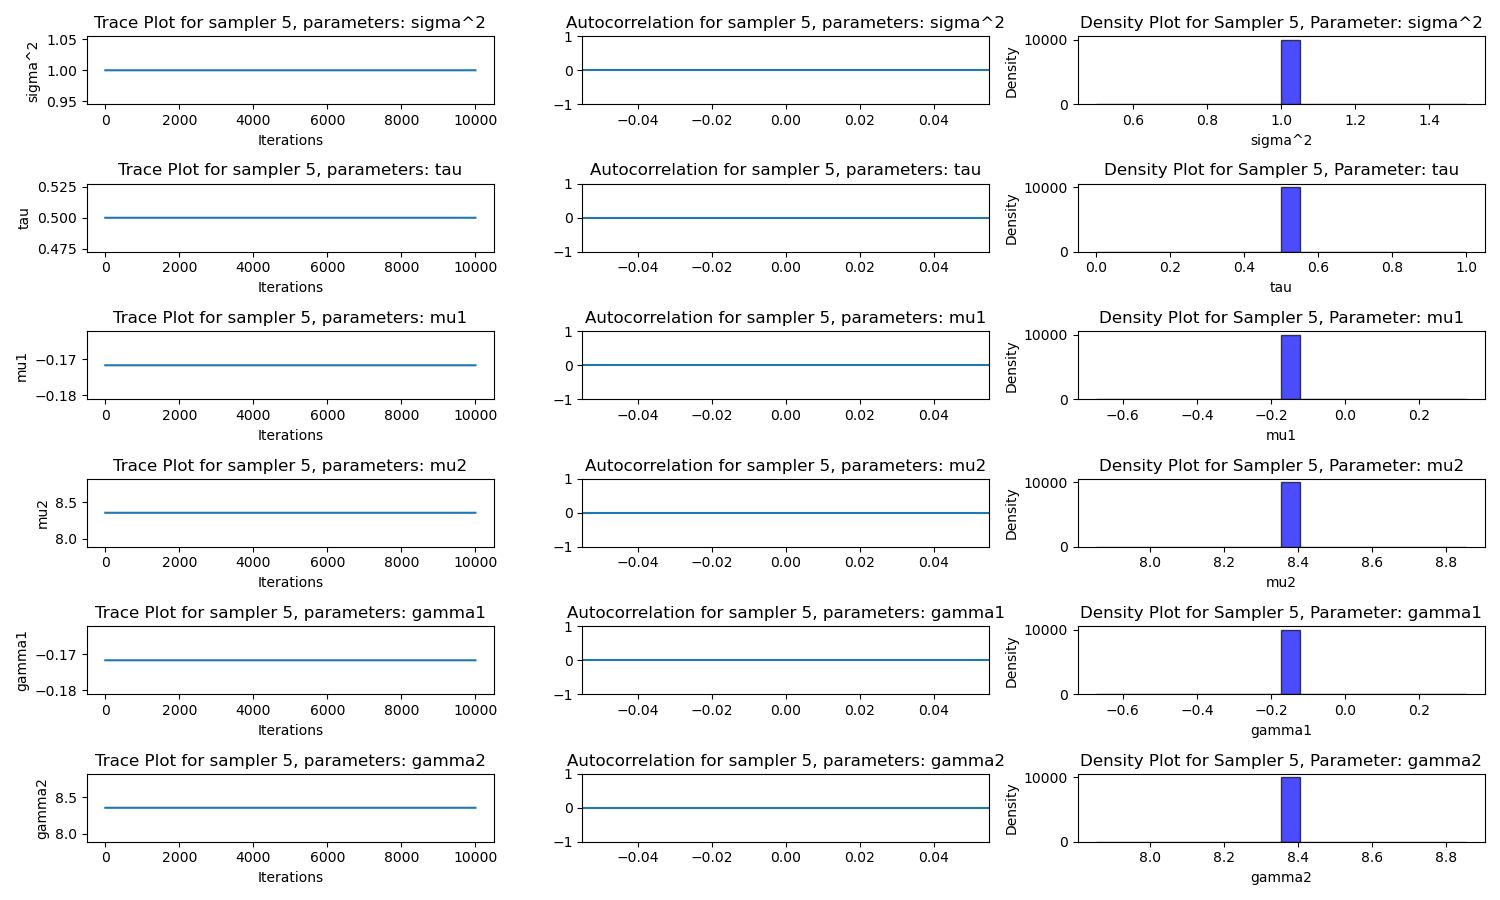 Trace Plot for sampler 5, parameters: sigma^2
sigma^2
1.05
1.00
0.95
0 2000 4000 6000 8000 10000
Iterations
Autocorrelation for sampler 5, parameters: sigma^2
1
0
−1
−0.04 −0.02 0.00 0.02 0.04
Density Plot for Sampler 5, Parameter: sigma^2
Density
10000
0
0.6 0.8 1.0 1.2 1.4
sigma^2
Trace Plot for sampler 5, parameters: tau
tau
0.525
0.500
0.475
0 2000 4000 6000 8000 10000
Iterations
Autocorrelation for sampler 5, parameters: tau
1
0
−1
−0.04 −0.02 0.00 0.02 0.04
Density Plot for Sampler 5, Parameter: tau
Density
10000
0
0.0 0.2 0.4 0.6 0.8 1.0
tau
Trace Plot for sampler 5, parameters: mu1
mu1
−0.17
−0.18
0 2000 4000 6000 8000 10000
Iterations
Autocorrelation for sampler 5, parameters: mu1
1
0
−1
−0.04 −0.02 0.00 0.02 0.04
Density Plot for Sampler 5, Parameter: mu1
Density
10000
0
−0.6 −0.4 −0.2 0.0 0.2
mu1
Trace Plot for sampler 5, parameters: mu2
mu2
8.5
8.0
0 2000 4000 6000 8000 10000
Iterations
Autocorrelation for sampler 5, parameters: mu2
1
0
−1
−0.04 −0.02 0.00 0.02 0.04
Density Plot for Sampler 5, Parameter: mu2
Density
10000
0
8.0 8.2 8.4 8.6 8.8
mu2
Trace Plot for sampler 5, parameters: gamma1
gamma1
−0.17
−0.18
0 2000 4000 6000 8000 10000
Iterations
Autocorrelation for sampler 5, parameters: gamma1
1
0
−1
−0.04 −0.02 0.00 0.02 0.04
Density Plot for Sampler 5, Parameter: gamma1
Density
10000
0
−0.6 −0.4 −0.2 0.0 0.2
gamma1
Trace Plot for sampler 5, parameters: gamma2
gamma2
8.5
8.0
0 2000 4000 6000 8000 10000
Iterations
Autocorrelation for sampler 5, parameters: gamma2
1
0
−1
−0.04 −0.02 0.00 0.02 0.04
Density Plot for Sampler 5, Parameter: gamma2
Density
10000
0
8.0 8.2 8.4 8.6 8.8
gamma2